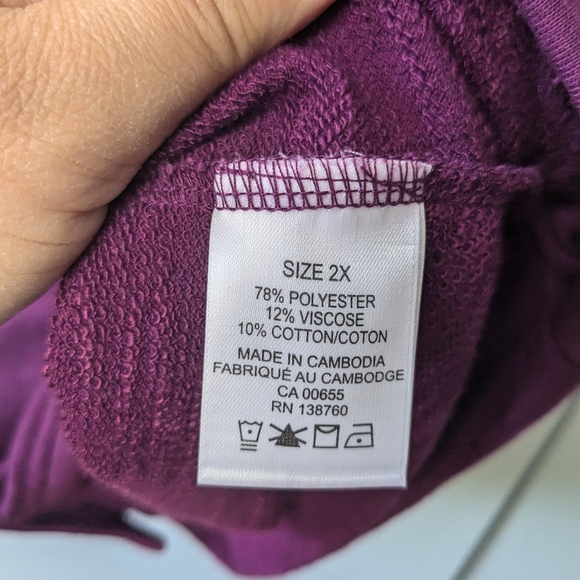 SIZE 2X
78% POLYESTER
12% VISCOSE
10% COTTON/COTON
MADE IN CAMBODIA
FABRIQUÉ AU CAMBODGE
CA 00655
RN 138760